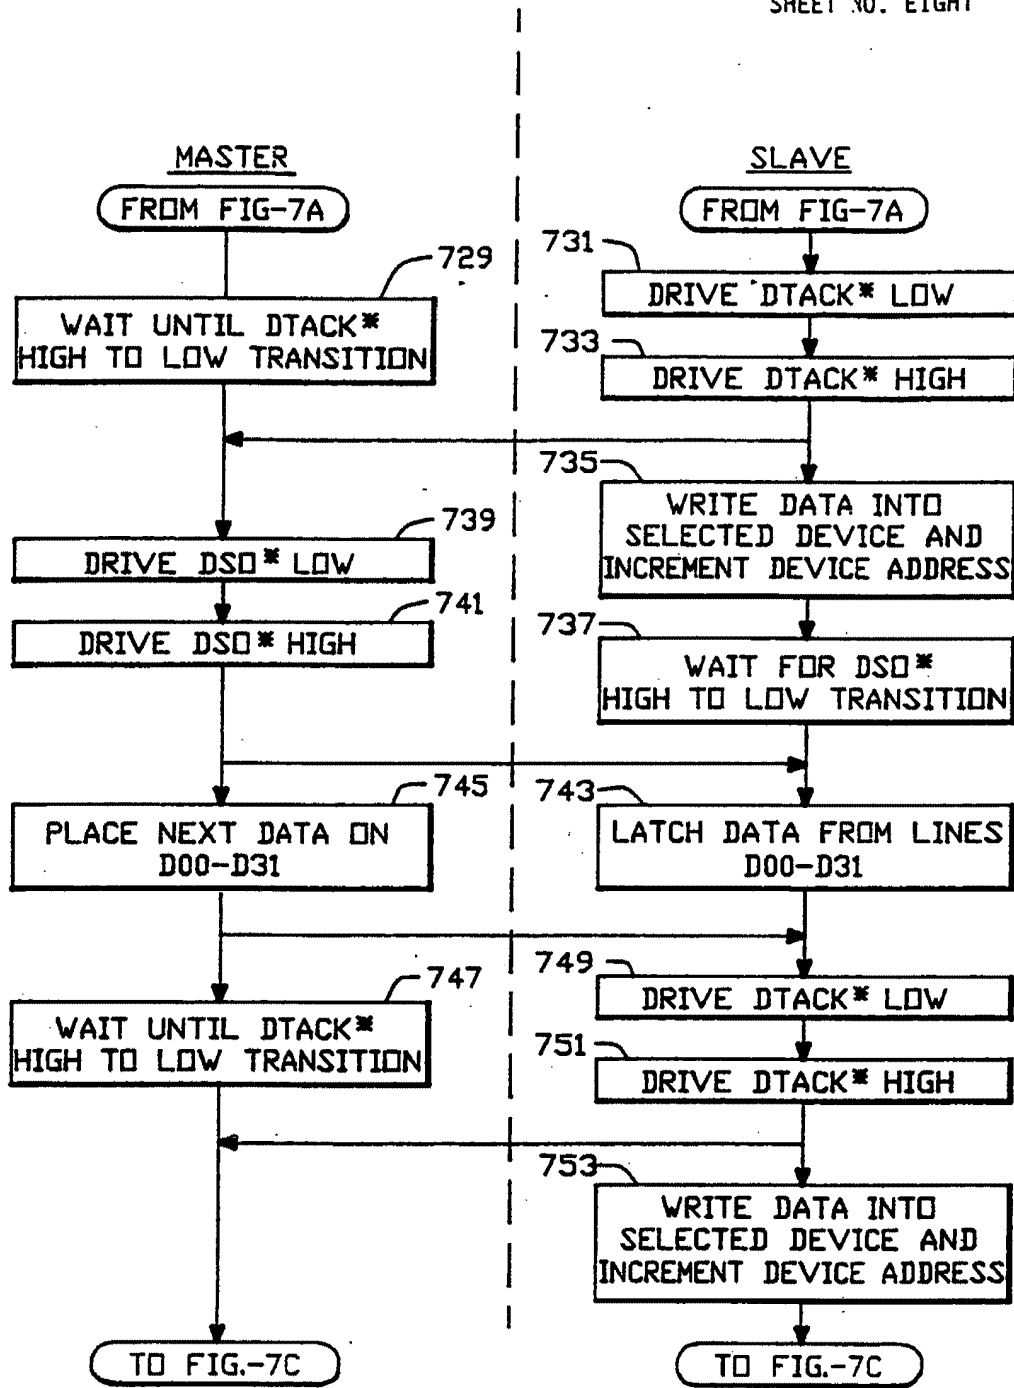 SHEET NO. EIGHT
MASTER
FROM FIG-7A
729
WAIT UNTIL DTACK*
HIGH TO LOW TRANSITION
739
DRIVE DSO* LOW
741
DRIVE DSO* HIGH
745
PLACE NEXT DATA ON
D00-D31
747
WAIT UNTIL DTACK*
HIGH TO LOW TRANSITION
TO FIG.-7C
SLAVE
FROM FIG-7A
731
DRIVE DTACK* LOW
733
DRIVE DTACK* HIGH
735
WRITE DATA INTO
SELECTED DEVICE AND
INCREMENT DEVICE ADDRESS
737
WAIT FOR DSO*
HIGH TO LOW TRANSITION
743
LATCH DATA FROM LINES
D00-D31
749
DRIVE DTACK* LOW
751
DRIVE DTACK* HIGH
753
WRITE DATA INTO
SELECTED DEVICE AND
INCREMENT DEVICE ADDRESS
TO FIG.-7C